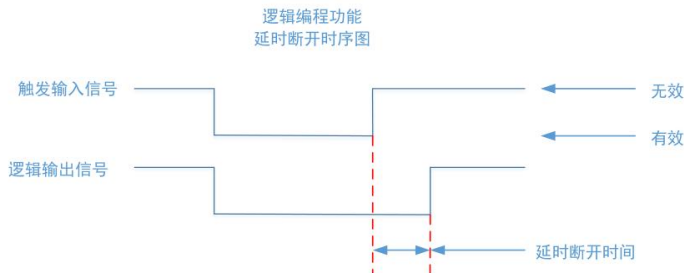 逻辑编程功能
延时断开时序图
触发输入信号
无效
有效
逻辑输出信号
延时断开时间